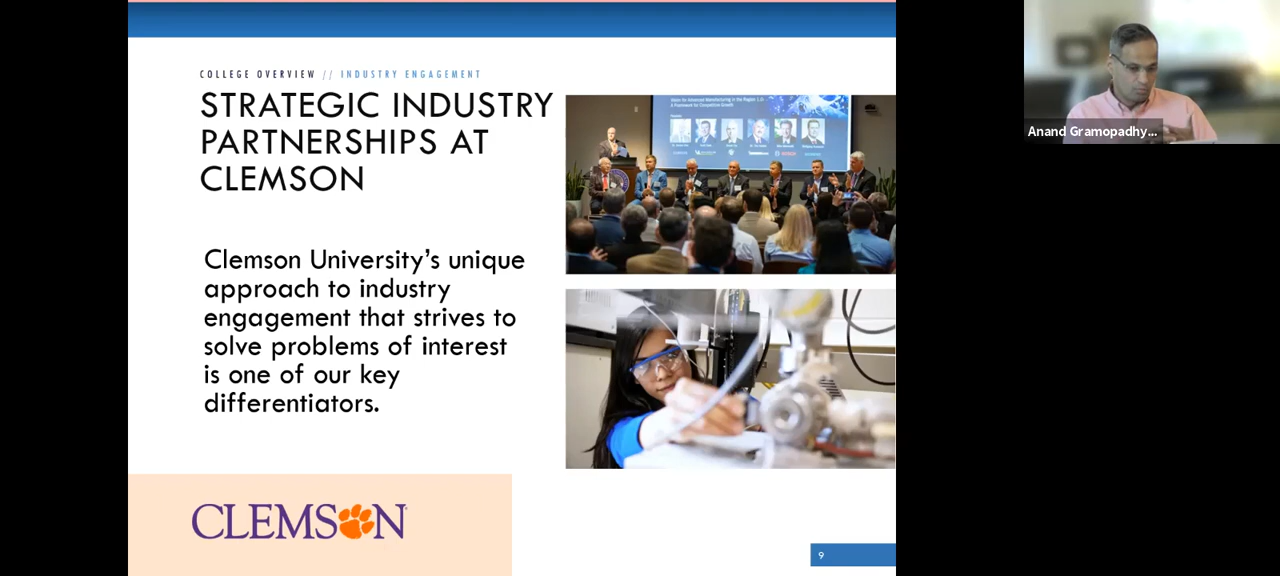 COLLEGE OVERVIEW // INDUSTRY ENGAGEMENT
STRATEGIC INDUSTRY
PARTNERSHIPS AT
CLEMSON
Clemson University’s unique
approach to industry
engagement that strives to
solve problems of interest
is one of our key
differentiators.
CLEMSON
9
Anand Gramopadhy...